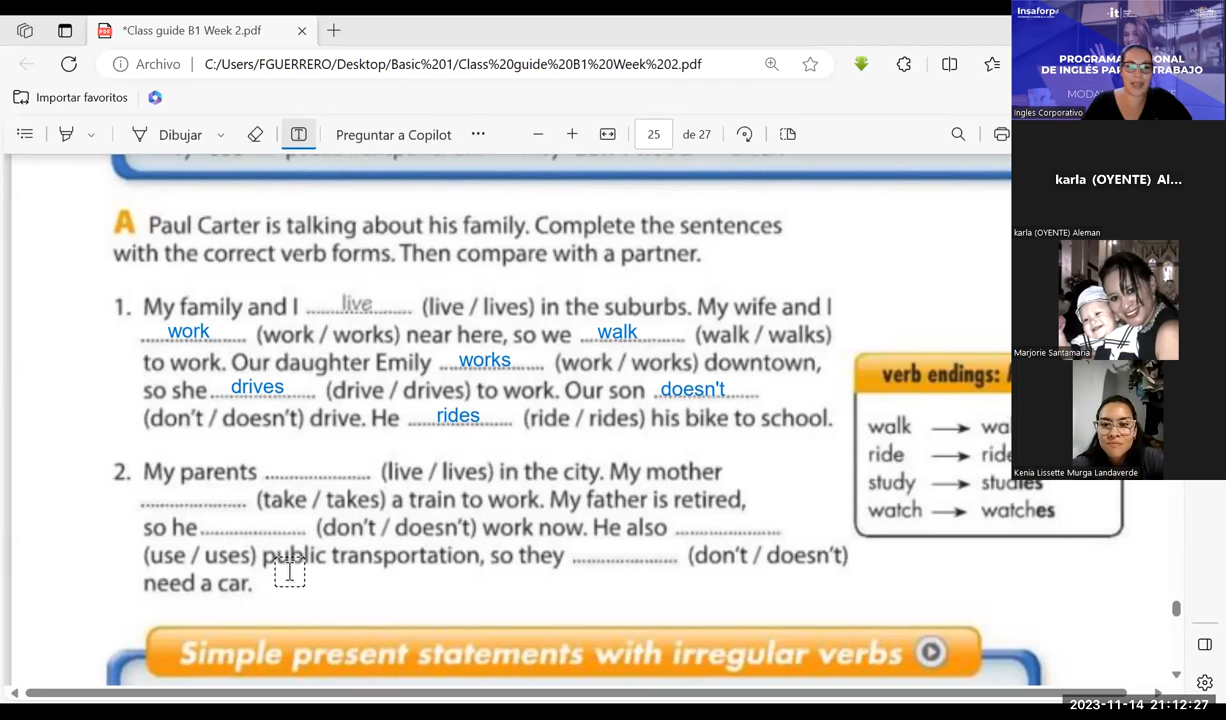 *Class guide B1 Week 2.pdf
Archivo
C:/Users/FGUERRERO/Desktop/Basic%201/Class%20guide%20B1%20Week%202.pdf
Importar favoritos
Dibujar
Preguntar a Copilot
25
de 27
A Paul Carter is talking about his family. Complete the sentences
with the correct verb forms. Then compare with a partner.
1. My family and I live (live / lives) in the suburbs. My wife and I
work (work / works) near here, so we walk (walk / walks)
to work. Our daughter Emily works (work / works) downtown,
so she drives (drive / drives) to work. Our son doesn't
(don't / doesn't) drive. He rides (ride / rides) his bike to school.
2. My parents (live / lives) in the city. My mother
(take / takes) a train to work. My father is retired,
so he (don't / doesn't) work now. He also
(use / uses) public transportation, so they (don't / doesn't)
need a car.
verb endings:
walk → wa
ride → rid
study → studies
watch → watches
Simple present statements with irregular verbs
Insaforp
·it
DE INGLÉS PA TRABAJO
Ingles Corporativo
karla (OYENTE) Al...
karla (OYENTE) Aleman
Marjorie Santamaria
Kenia Lissette Murga Landaverde
2023-11-14 21:12:27